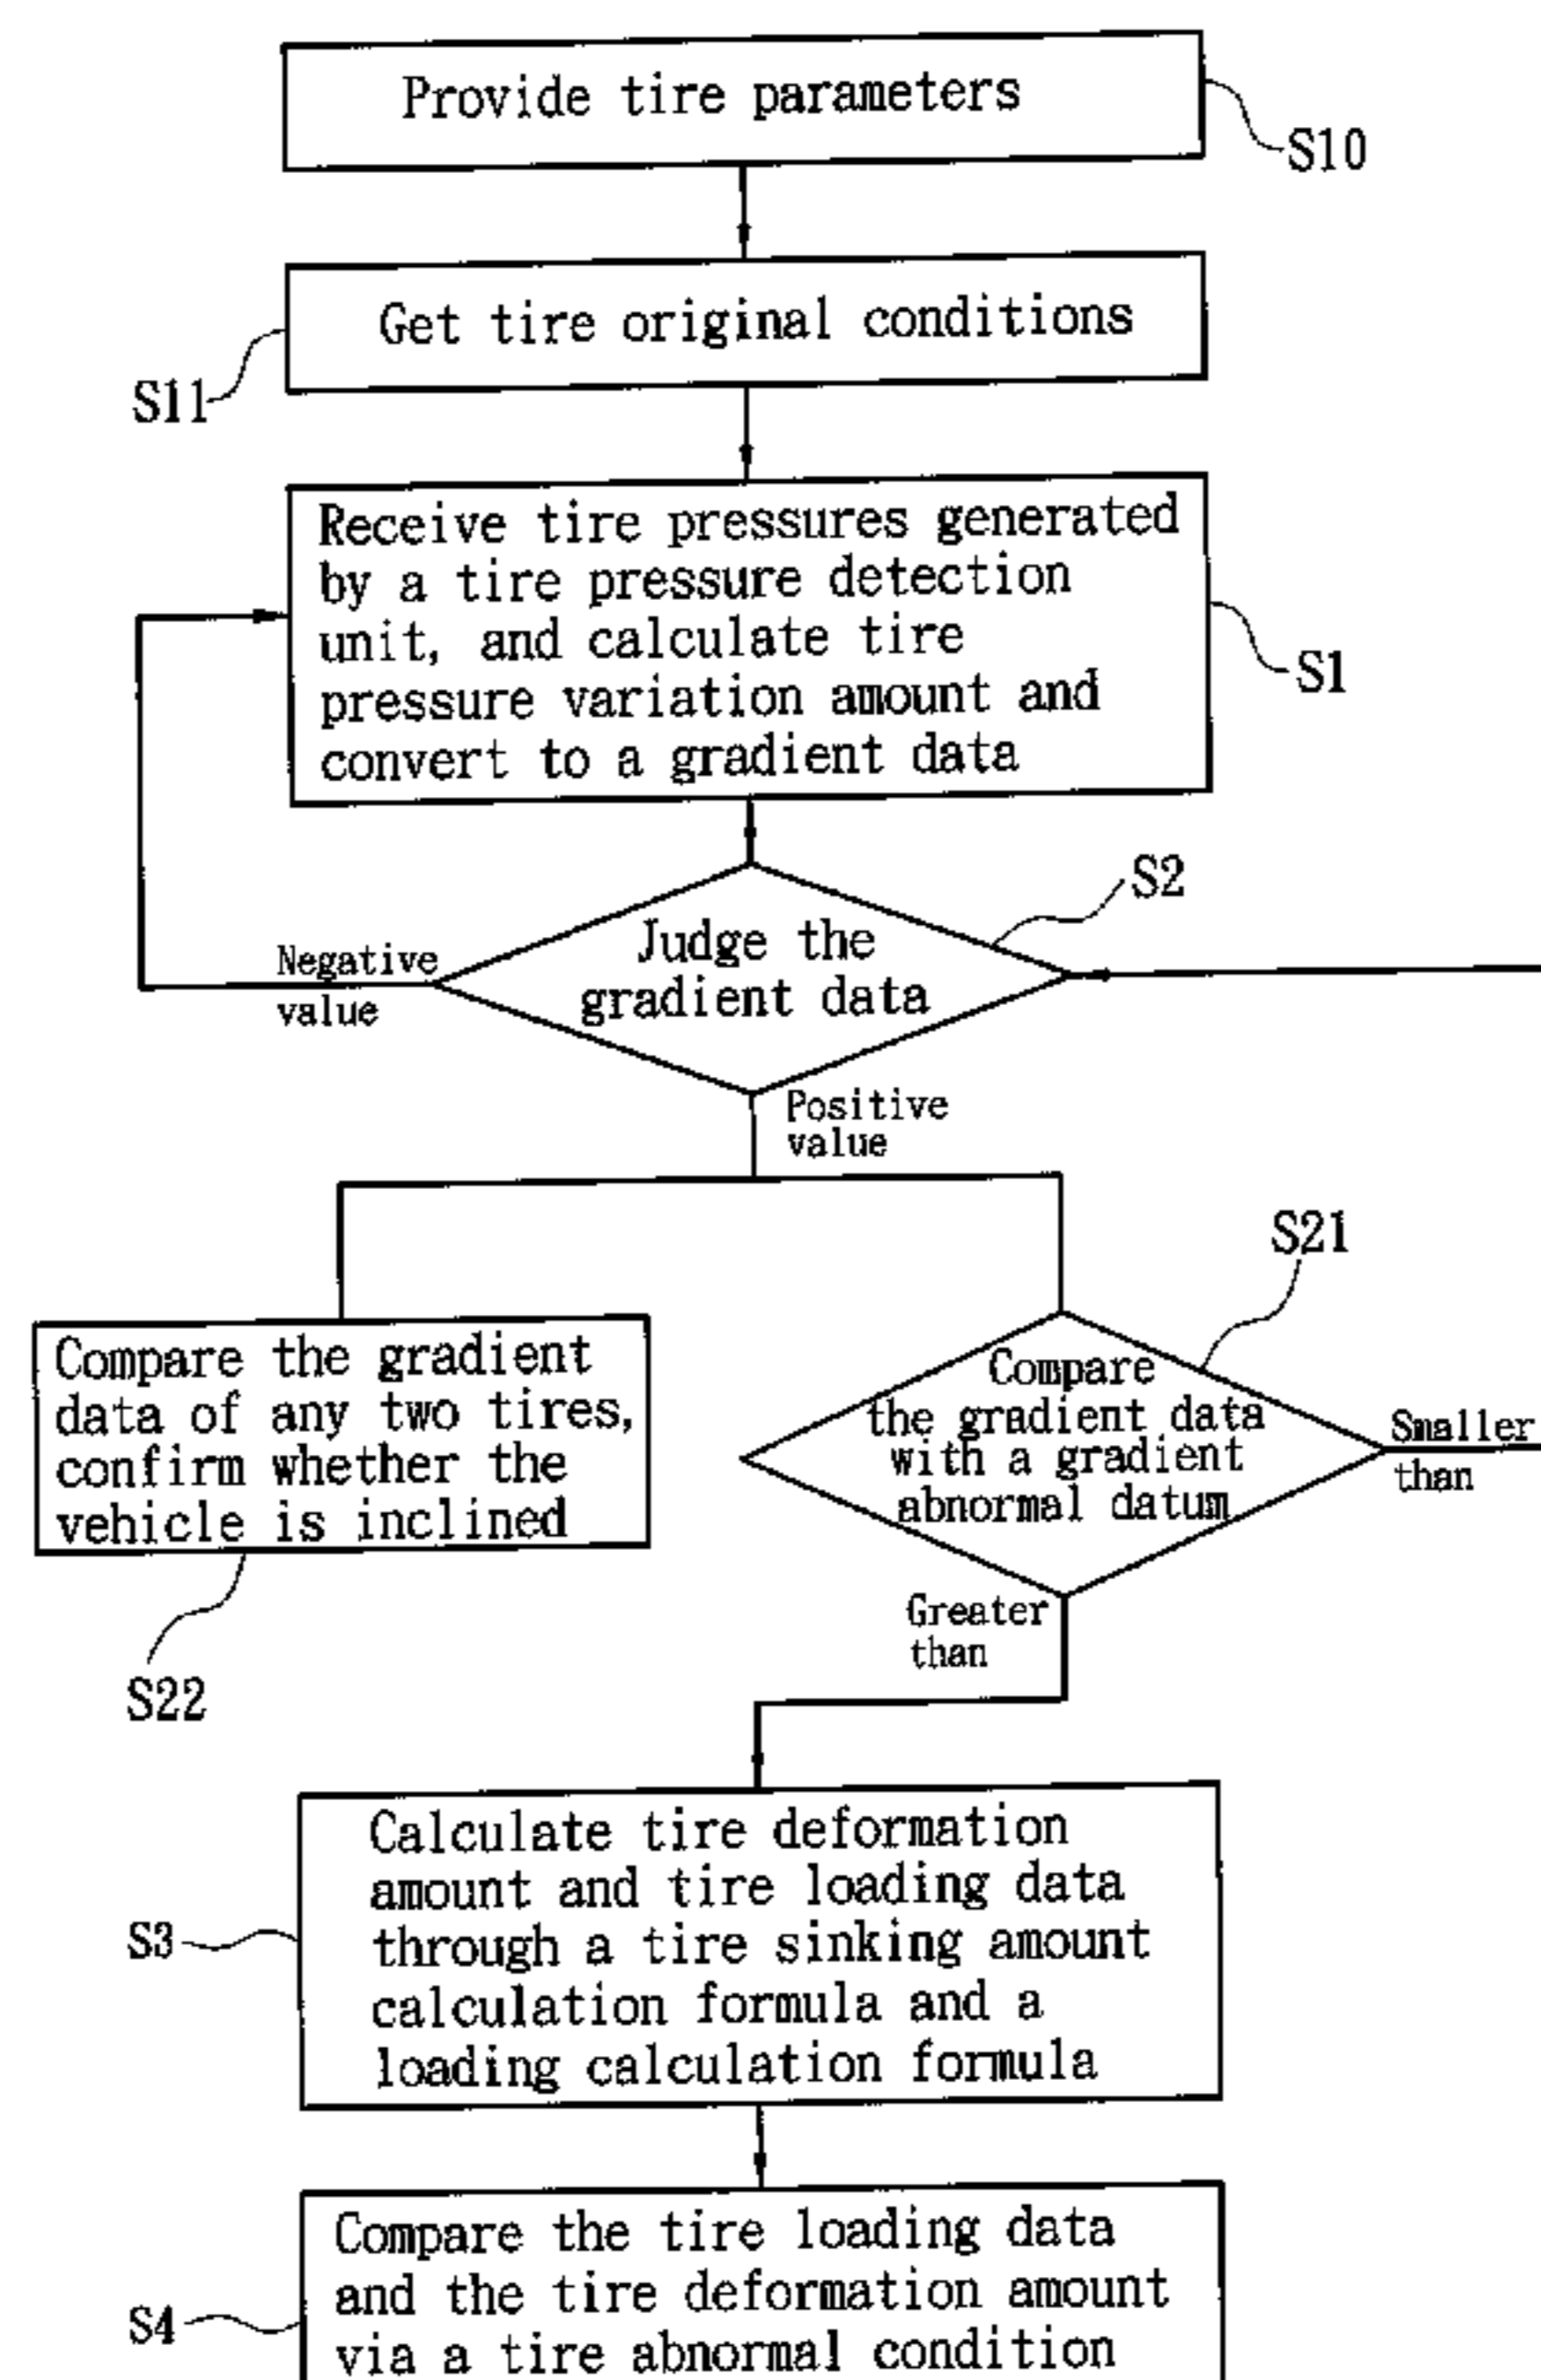 Provide tire parameters
S10
Get tire original conditions
S11
Receive tire pressures generated
by a tire pressure detection
unit, and calculate tire
pressure variation amount and
convert to a gradient data
S1
S2
Judge the
gradient data
Negative
value
Positive
value
S21
Compare the gradient
data of any two tires,
confirm whether the
vehicle is inclined
S22
Compare
the gradient data
with a gradient
abnormal datum
Smaller
than
Greater
than
Calculate tire deformation
amount and tire loading data
through a tire sinking amount
calculation formula and a
loading calculation formula
S3
Compare the tire loading data
and the tire deformation amount
via a tire abnormal condition
S4